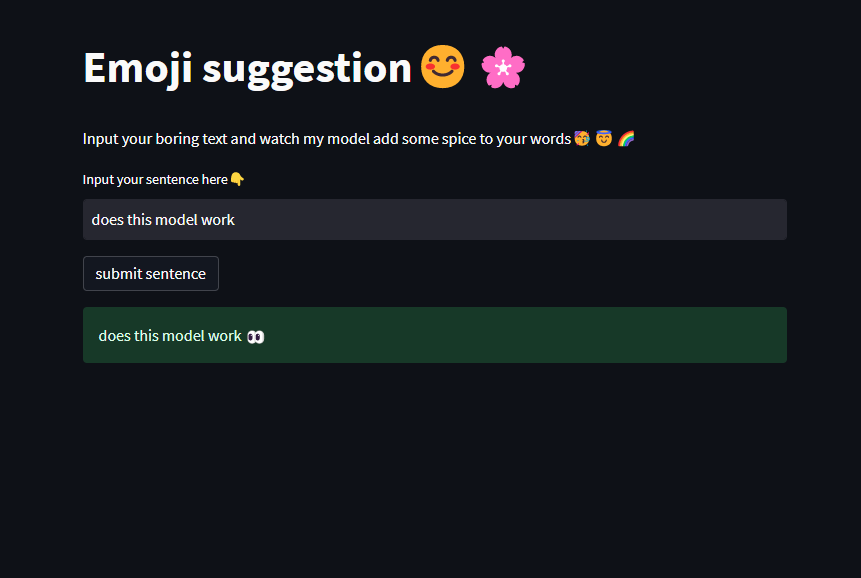 Emoji suggestion😊 🌸
Input your boring text and watch my model add some spice to your words🥳 😇 🌈
Input your sentence here👇
does this model work
submit sentence
does this model work 👀